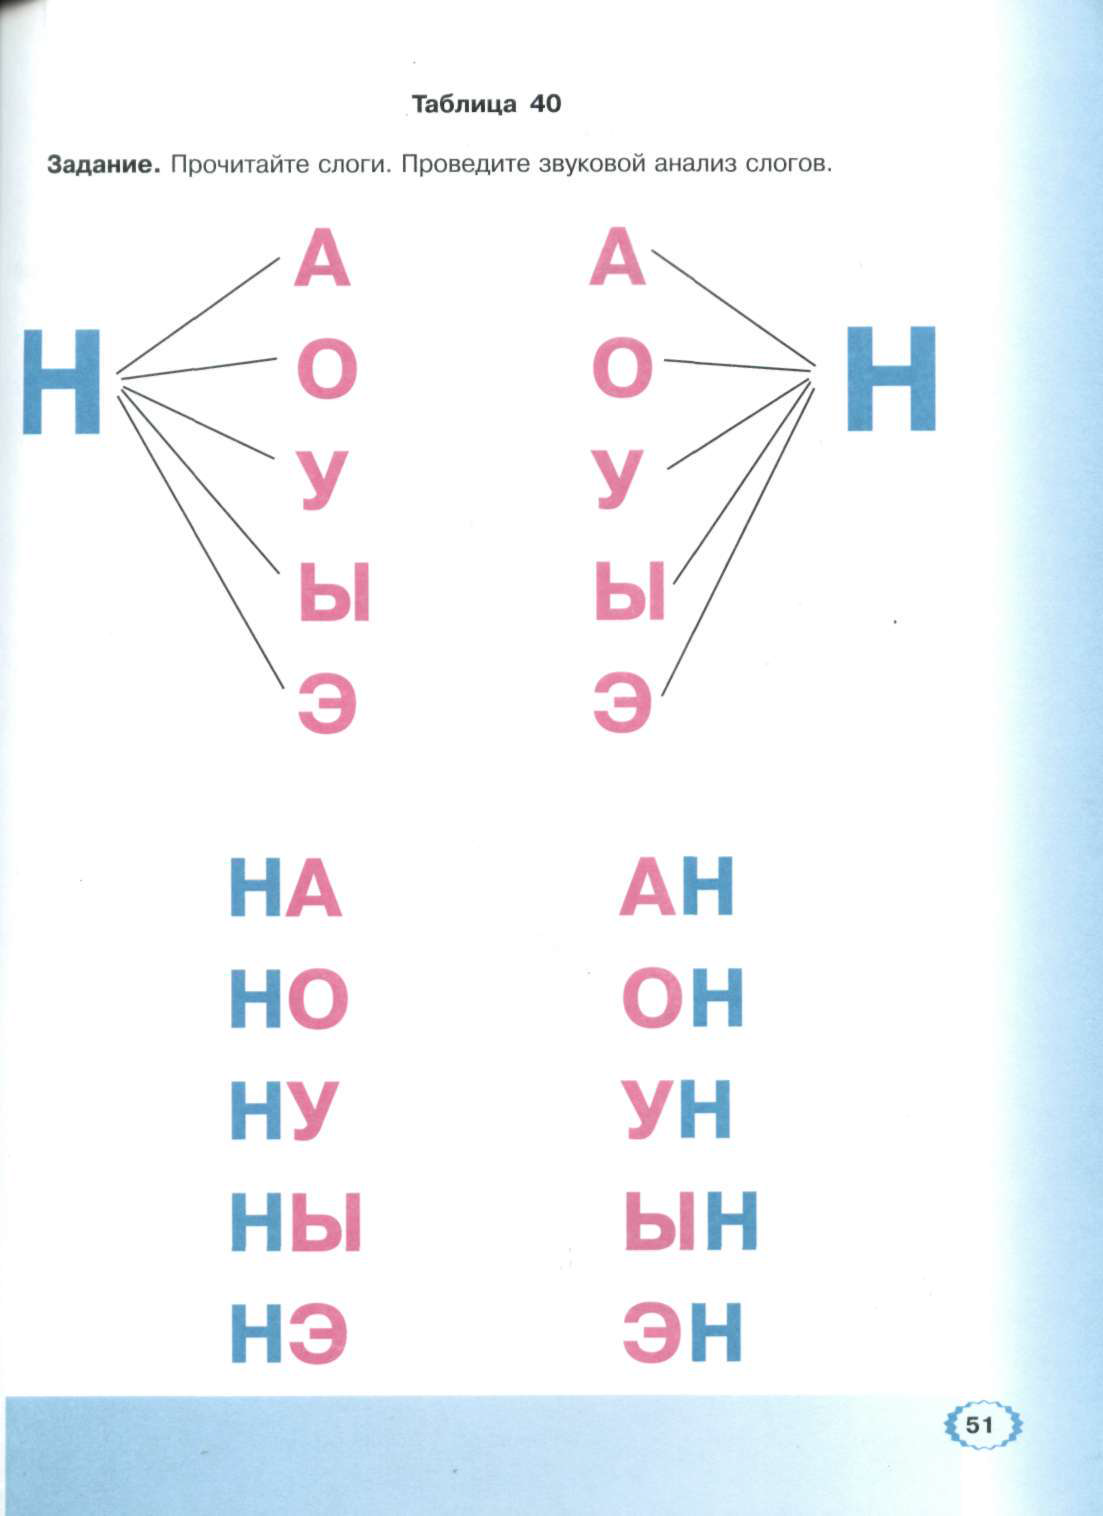 Таблица 40
Задание. Прочитайте слоги. Проведите звуковой анализ слогов.
А А
О О
Н Н
У У
Ы Ы
Э Э
НА АН
НО ОН
НУ УН
НЫ ЫН
НЭ ЭН
51